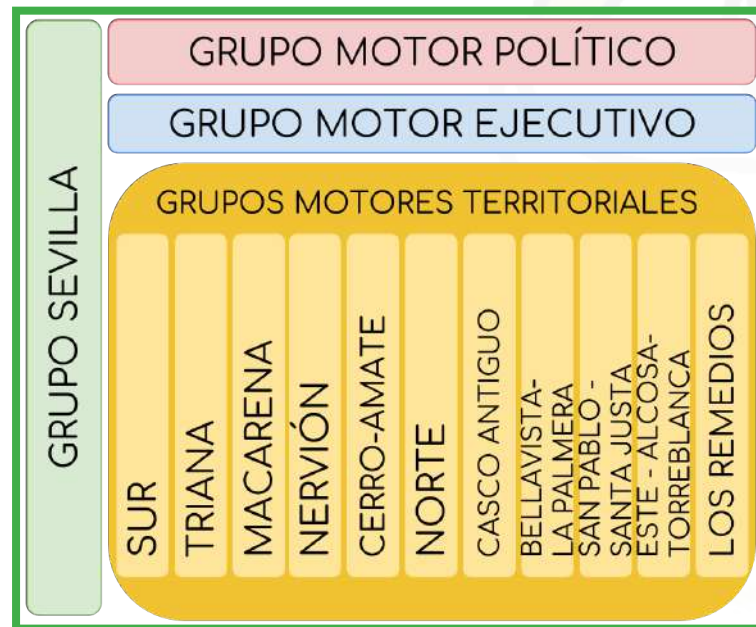 GRUPO SEVILLA
GRUPO MOTOR POLÍTICO
GRUPO MOTOR EJECUTIVO
GRUPOS MOTORES TERRITORIALES
SUR
TRIANA
MACARENA
NERVIÓN
CERRO-AMATE
NORTE
CASCO ANTIGUO
BELLAVISTA-
LA PALMERA
SAN PABLO -
SANTA JUSTA
ESTE - ALCOSA-
TORREBLANCA
LOS REMEDIOS